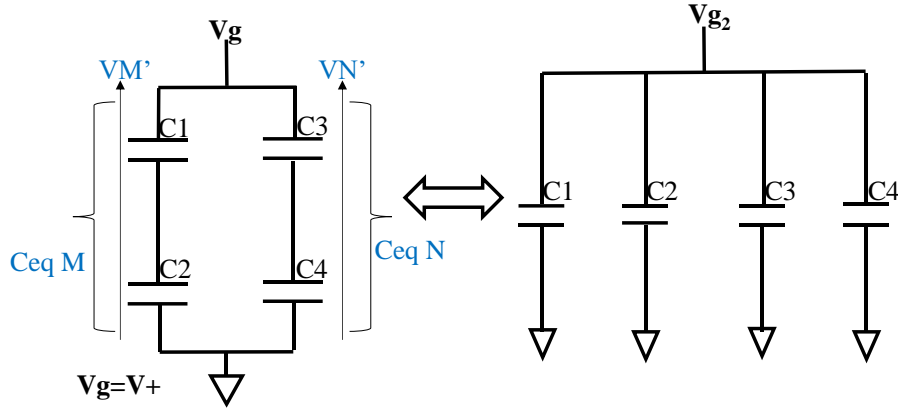 Vg
Vg₂
VM’
VN’
C1
C3
C1
C2
C3
C4
Ceq M
Ceq N
C2
C4
Vg=V+